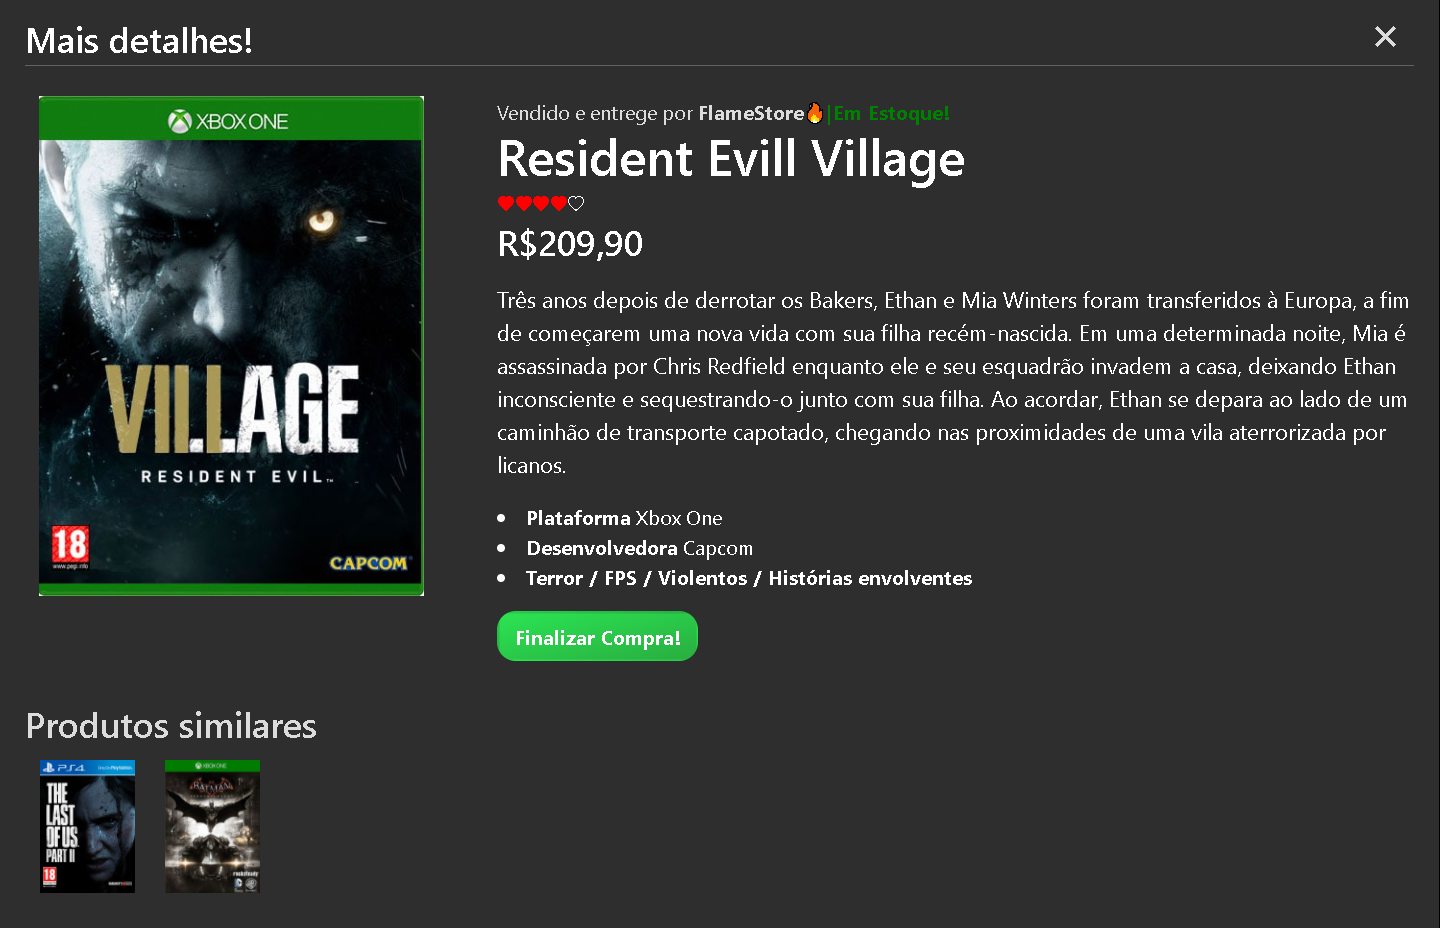 Mais detalhes!
XBOX ONE
VILLAGE
RESIDENT EVIL™
18
www.pegi.info
CAPCOM
Vendido e entrege por FlameStore🔥|Em Estoque!
Resident Evill Village
R$209,90
Três anos depois de derrotar os Bakers, Ethan e Mia Winters foram transferidos à Europa, a fim
de começarem uma nova vida com sua filha recém-nascida. Em uma determinada noite, Mia é
assassinada por Chris Redfield enquanto ele e seu esquadrão invadem a casa, deixando Ethan
inconsciente e sequestrando-o junto com sua filha. Ao acordar, Ethan se depara ao lado de um
caminhão de transporte capotado, chegando nas proximidades de uma vila aterrorizada por
licanos.
Plataforma Xbox One
Desenvolvedora Capcom
Terror / FPS / Violentos / Histórias envolventes
Finalizar Compra!
Produtos similares
PS4
THE
LAST
OF US
PART II
18
XBOX ONE
BATMAN
rocksteady